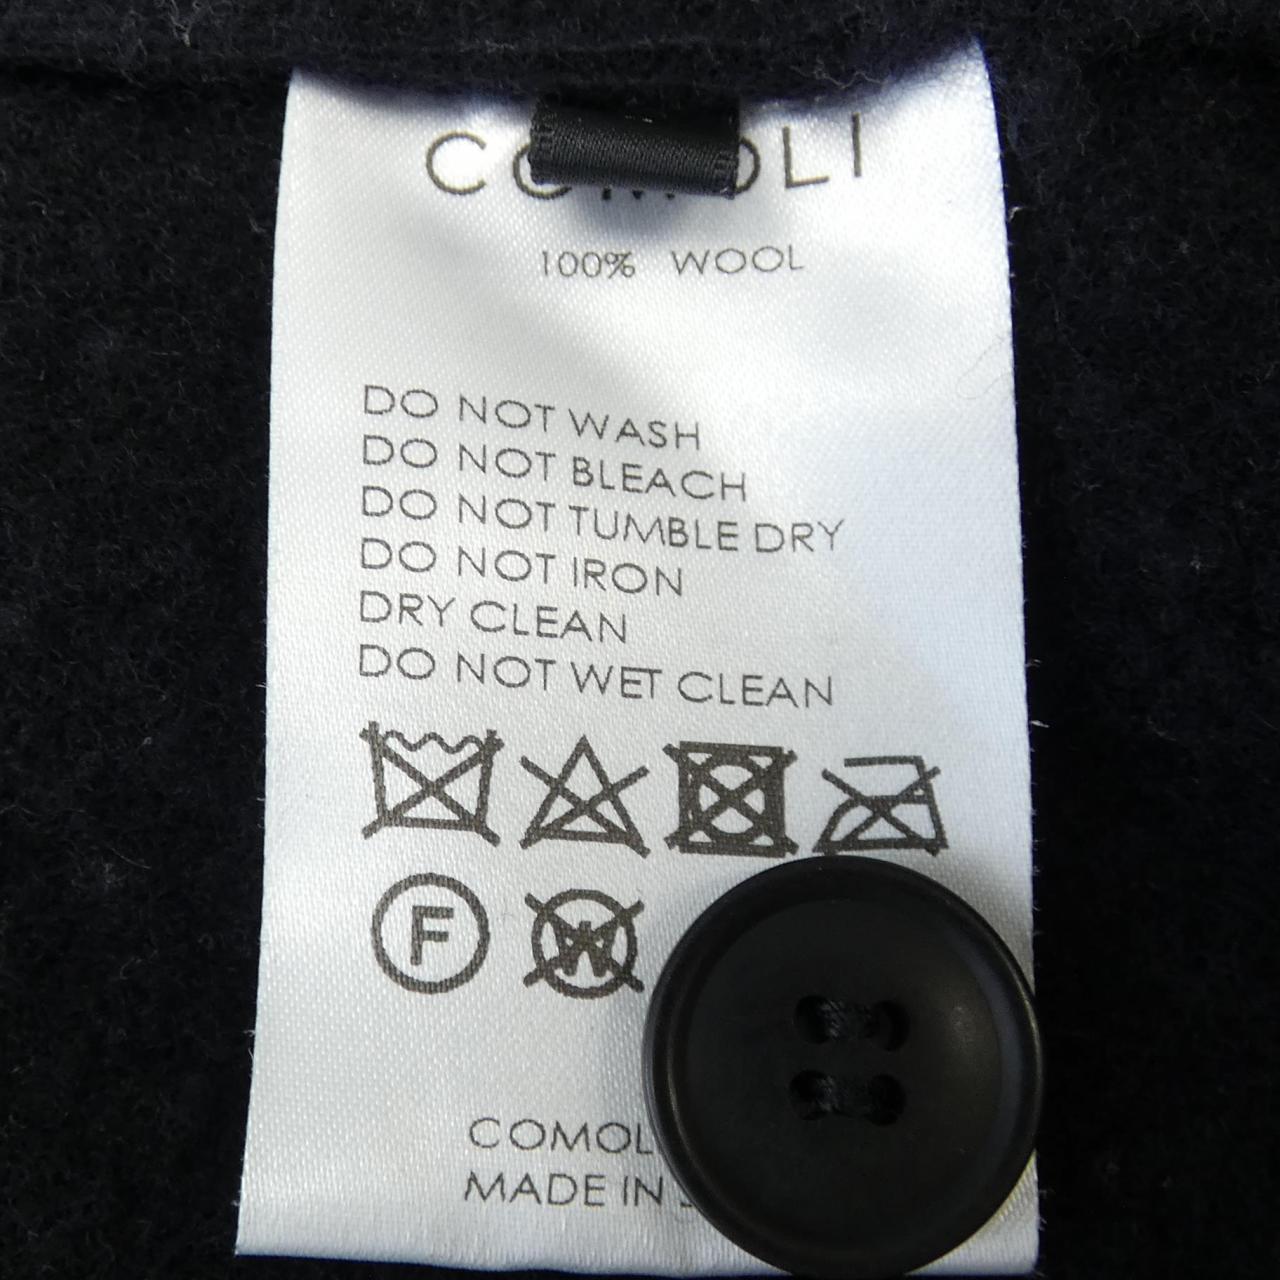 COMOLI
100% WOOL
DO NOT WASH
DO NOT BLEACH
DO NOT TUMBLE DRY
DO NOT IRON
DRY CLEAN
DO NOT WET CLEAN
F W
COMOL
MADE IN